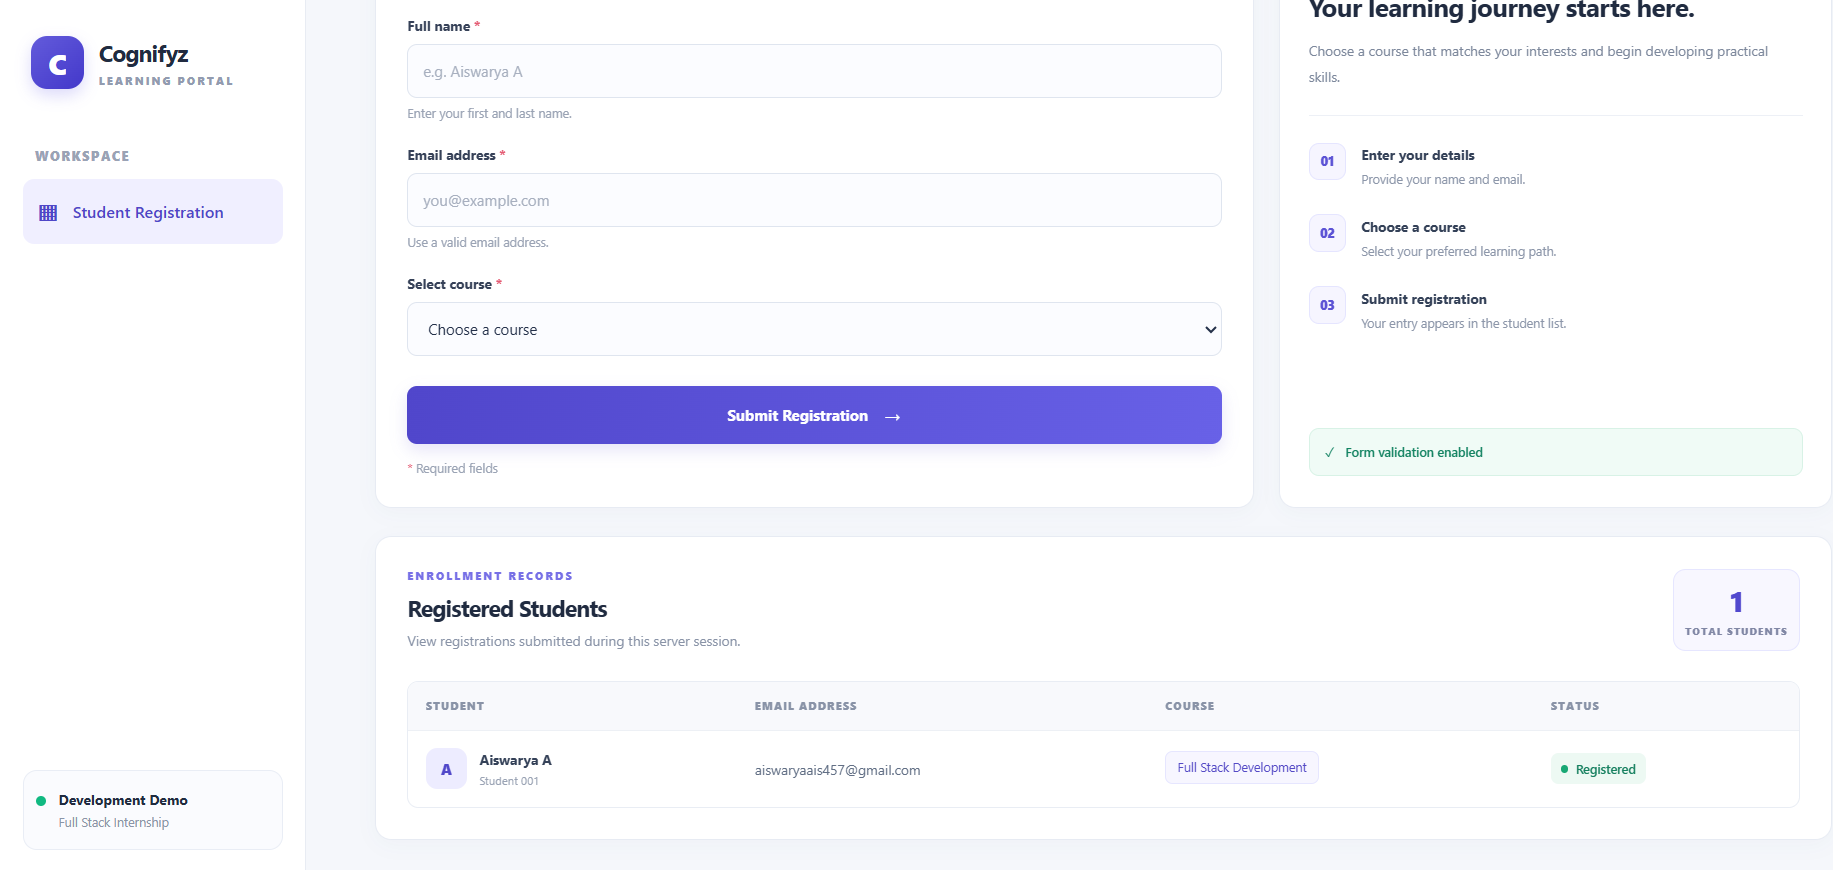 C
Cognifyz
LEARNING PORTAL
WORKSPACE
Student Registration
Development Demo
Full Stack Internship
Full name *
e.g. Aiswarya A
Enter your first and last name.
Email address *
you@example.com
Use a valid email address.
Select course *
Choose a course
Submit Registration →
* Required fields
Your learning journey starts here.
Choose a course that matches your interests and begin developing practical
skills.
01
Enter your details
Provide your name and email.
02
Choose a course
Select your preferred learning path.
03
Submit registration
Your entry appears in the student list.
✓ Form validation enabled
ENROLLMENT RECORDS
Registered Students
View registrations submitted during this server session.
1
TOTAL STUDENTS
STUDENT EMAIL ADDRESS COURSE STATUS
A
Aiswarya A
Student 001
aiswaryaais457@gmail.com
Full Stack Development
Registered